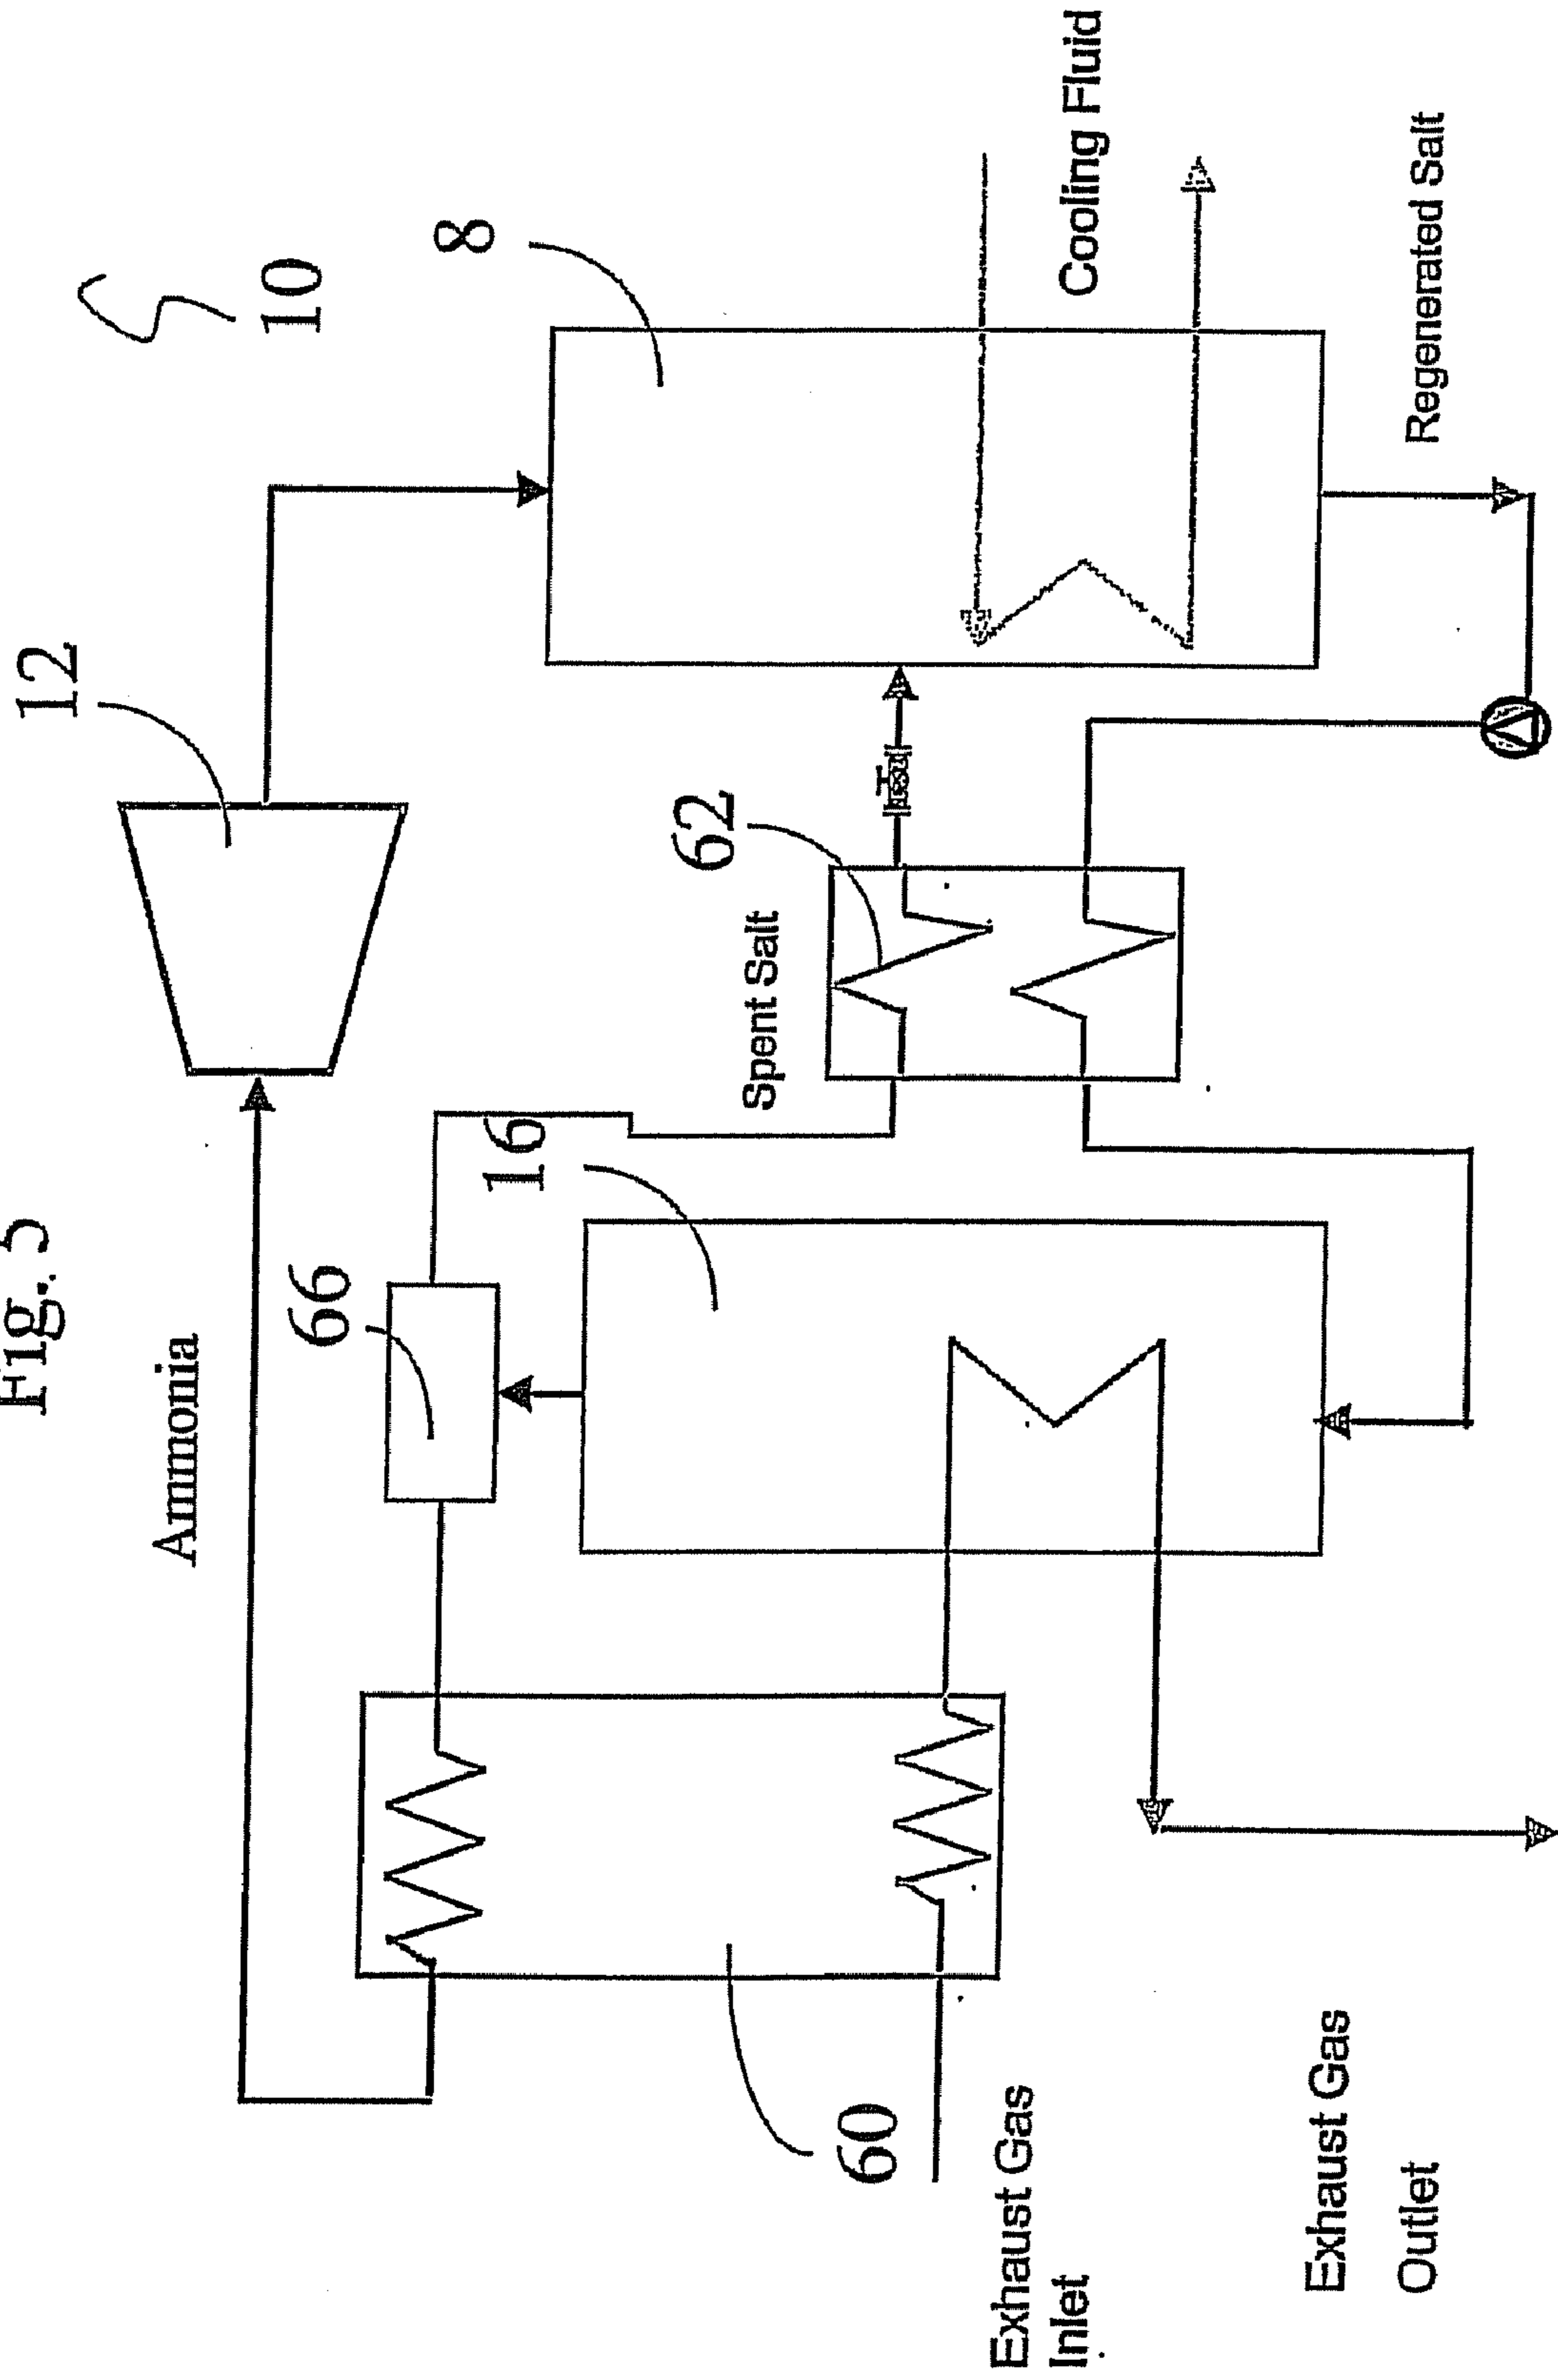 Fig. 5
Ammonia
12
10
66
16
8
Spent Salt
62
60
Cooling Fluid
Exhaust Gas
Inlet
Exhaust Gas
Outlet
Regenerated Salt